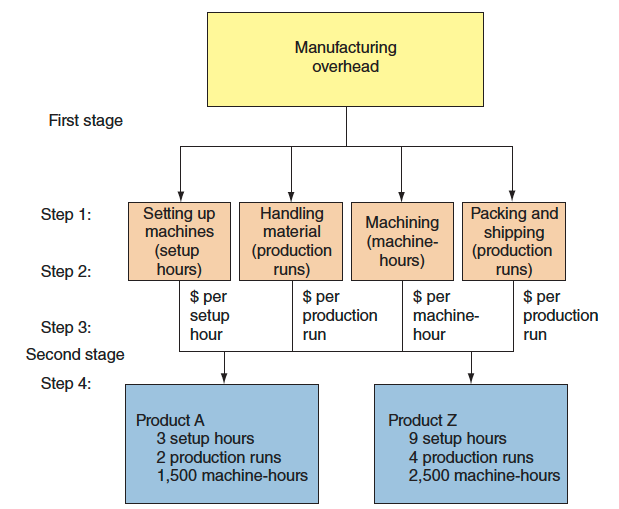 Manufacturing
overhead
First stage
Step 1:
Setting up
machines
(setup
hours)
Handling
material
(production
runs)
Machining
(machine-
hours)
Packing and
shipping
(production
runs)
Step 2:
$ per
setup
hour
$ per
production
run
$ per
machine-
hour
$ per
production
run
Step 3:
Second stage
Step 4:
Product A
3 setup hours
2 production runs
1,500 machine-hours
Product Z
9 setup hours
4 production runs
2,500 machine-hours